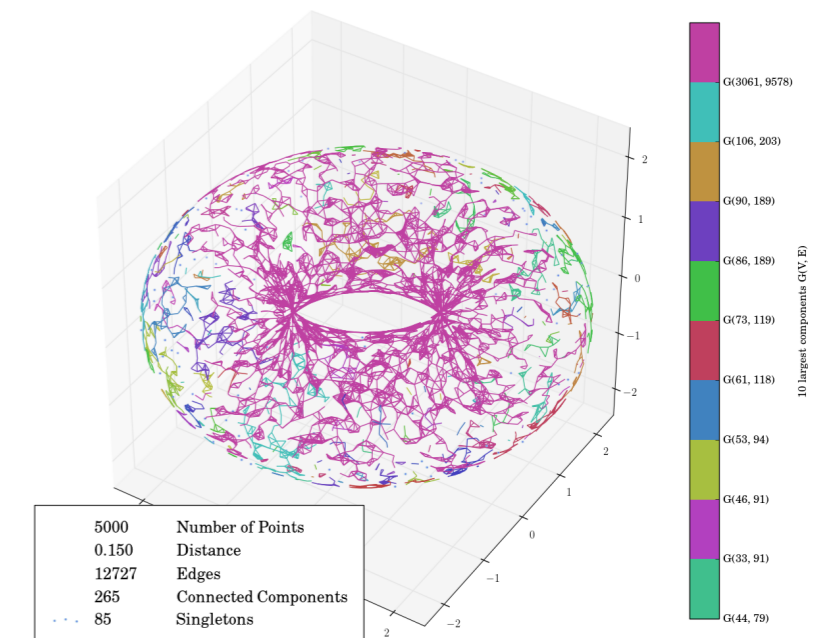 G(3061, 9578)
G(106, 203)
G(90, 189)
G(86, 189)
G(73, 119)
G(61, 118)
G(53, 94)
G(46, 91)
G(33, 91)
G(44, 79)
10 largest components G(V, E)
2
1
0
−1
−2
2
1
0
−1
−2
2
5000 Number of Points
0.150 Distance
12727 Edges
265 Connected Components
85 Singletons